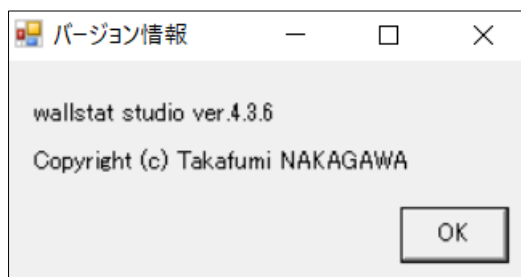 バージョン情報
wallstat studio ver.4.3.6
Copyright (c) Takafumi NAKAGAWA
OK